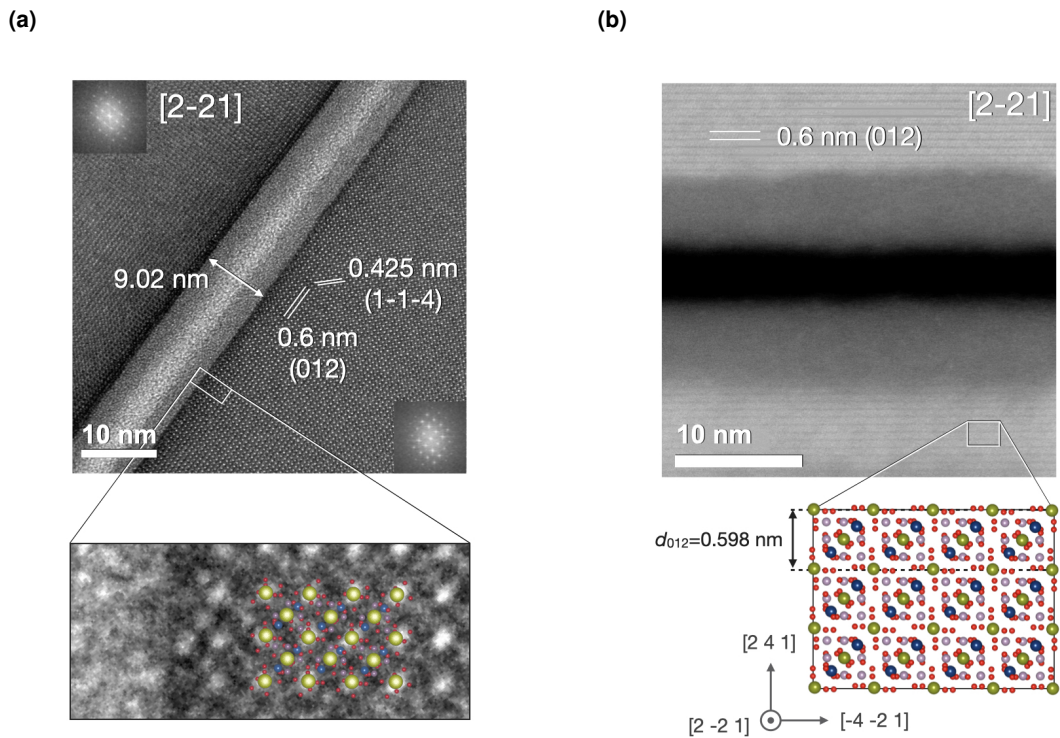 (a)
(b)
[2-21]
9.02 nm
0.425 nm
(1-1-4)
0.6 nm
(012)
10 nm
[2-21]
0.6 nm (012)
10 nm
d012=0.598 nm
[2 4 1]
[2 -2 1]
[-4 -2 1]